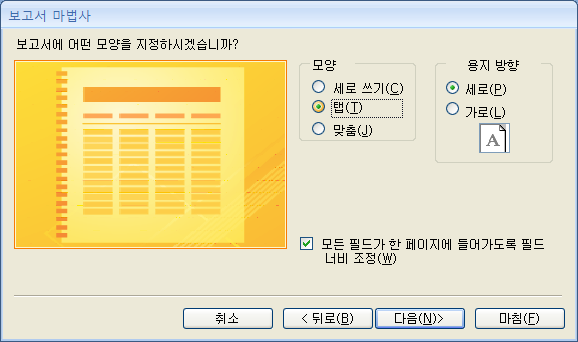 보고서 마법사
보고서에 어떤 모양을 지정하시겠습니까?
모양
세로 쓰기(C)
탭(T)
맞춤(J)
용지 방향
세로(P)
가로(L)
A
모든 필드가 한 페이지에 들어가도록 필드
너비 조정(W)
취소
< 뒤로(B)
다음(N)>
마침(F)